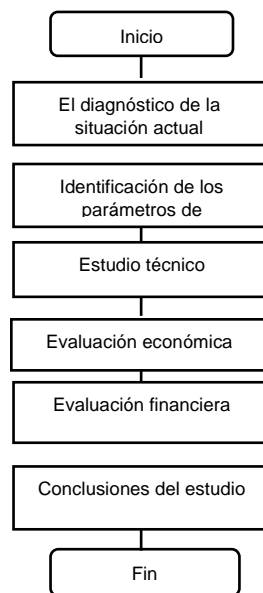 Inicio
El diagnóstico de la
situación actual
Identificación de los
parámetros de
Estudio técnico
Evaluación económica
Evaluación financiera
Conclusiones del estudio
Fin